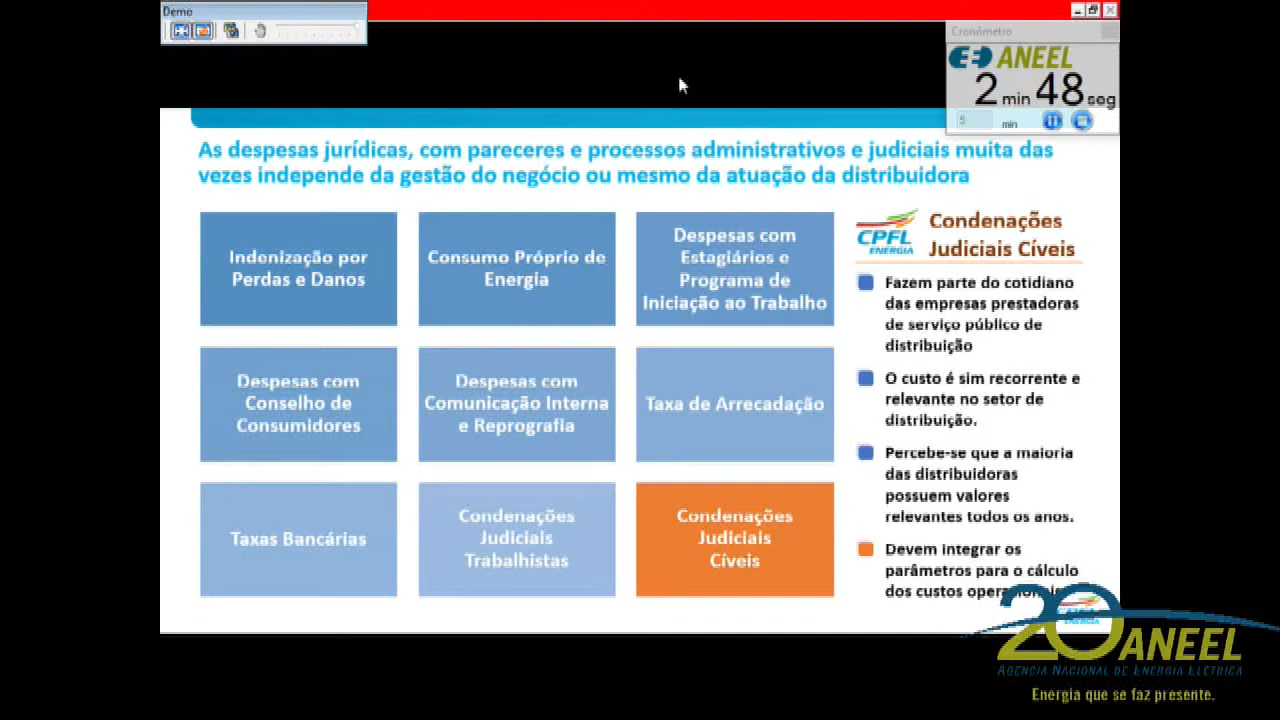 Demo
Cronômetro
ANEEL
2 min 48 seg
5 min
As despesas jurídicas, com pareceres e processos administrativos e judiciais muita das
vezes independe da gestão do negócio ou mesmo da atuação da distribuidora
Indenização por
Perdas e Danos
Consumo Próprio de
Energia
Despesas com
Estagiários e
Programa de
Iniciação ao Trabalho
Despesas com
Conselho de
Consumidores
Despesas com
Comunicação Interna
e Reprografia
Taxa de Arrecadação
Taxas Bancárias
Condenações
Judiciais
Trabalhistas
Condenações
Judiciais
Cíveis
CPFL
ENERGIA
Condenações
Judiciais Cíveis
Fazem parte do cotidiano
das empresas prestadoras
de serviço público de
distribuição
O custo é sim recorrente e
relevante no setor de
distribuição.
Percebe-se que a maioria
das distribuidoras
possuem valores
relevantes todos os anos.
Devem integrar os
parâmetros para o cálculo
dos custos
20 ANEEL
AGÊNCIA NACIONAL DE ENERGIA ELÉTRICA
Energia que se faz presente.